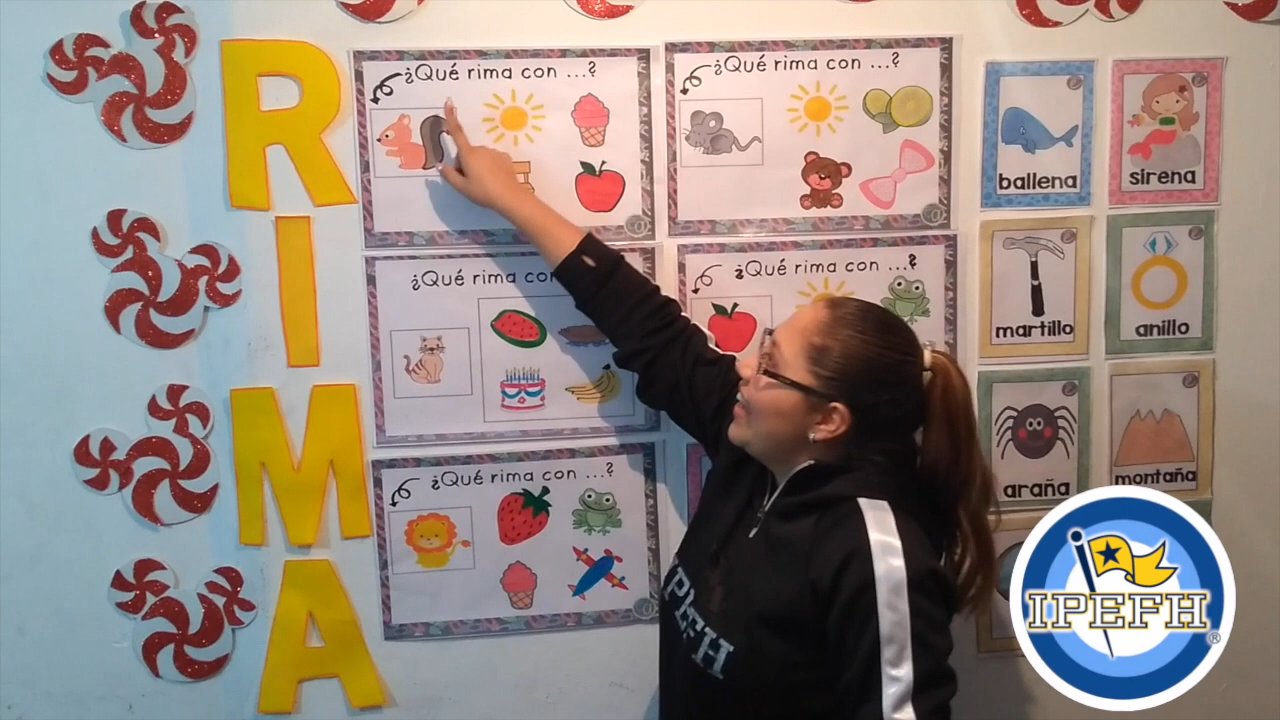 RIMA
¿Qué rima con ...?
¿Qué rima con ...?
¿Qué rima con
¿Qué rima con ...?
¿Qué rima con ...?
ballena
sirena
martillo
anillo
araña
montaña
IPEFH
IPEFH
®